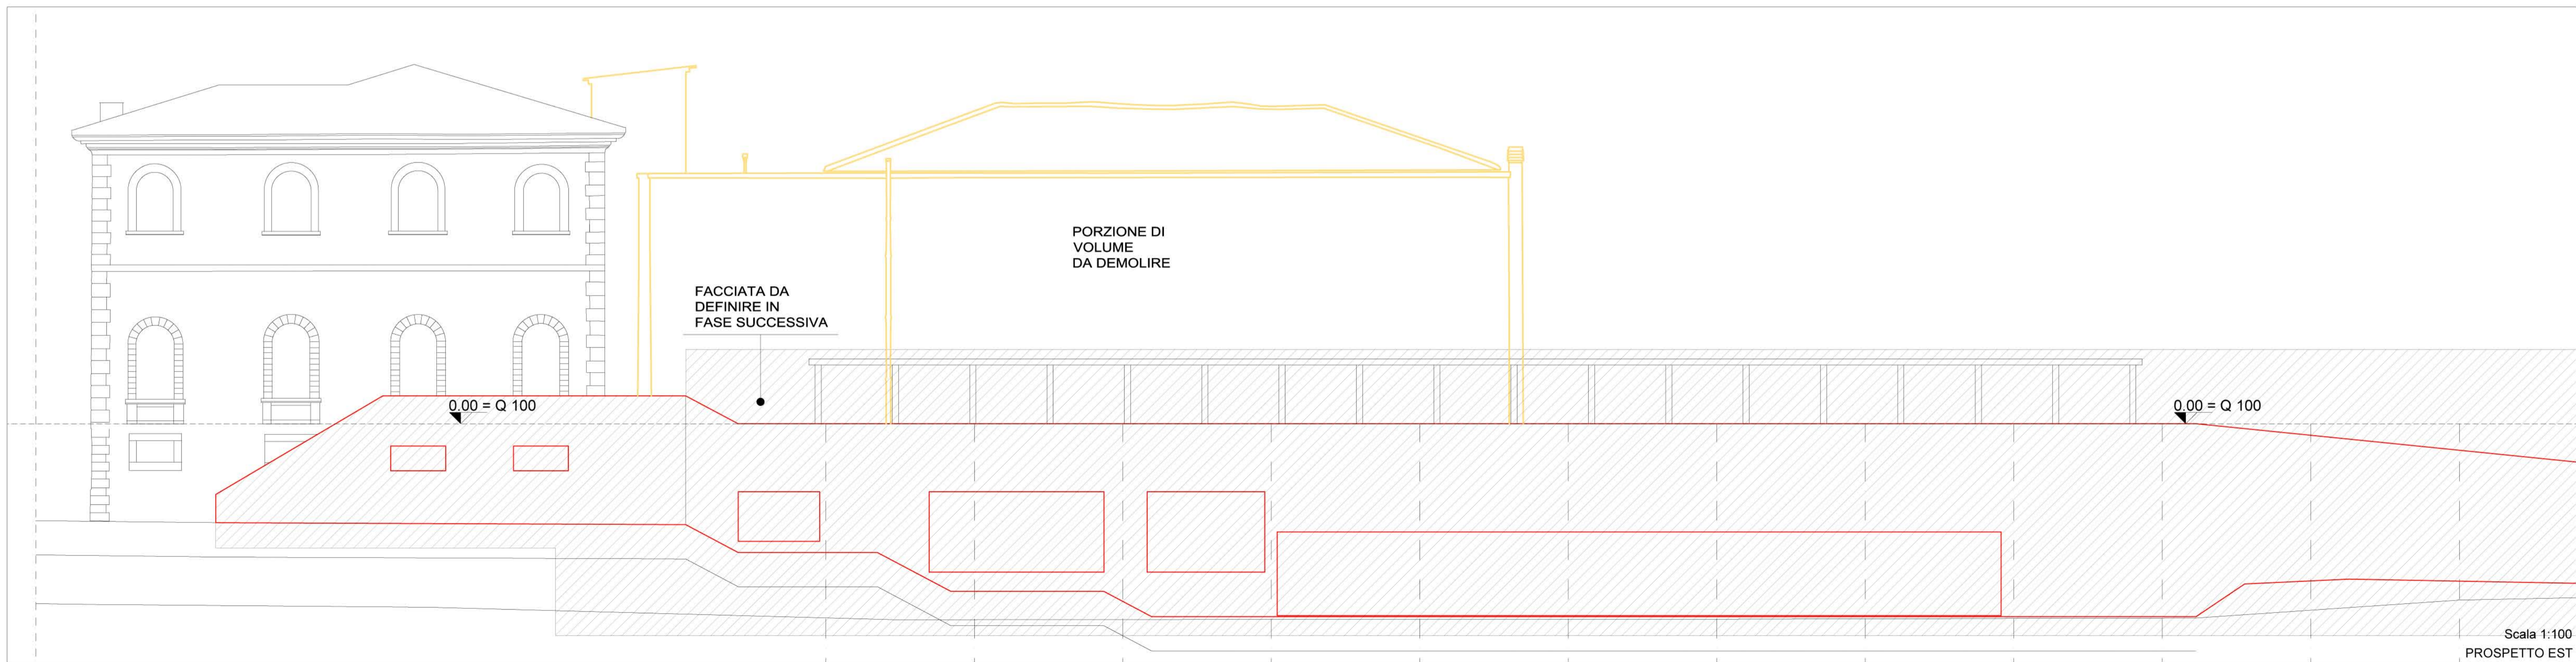 PORZIONE DI
VOLUME
DA DEMOLIRE
FACCIATA DA
DEFINIRE IN
FASE SUCCESSIVA
0.00 = Q 100
0.00 = Q 100
Scala 1:100
PROSPETTO EST